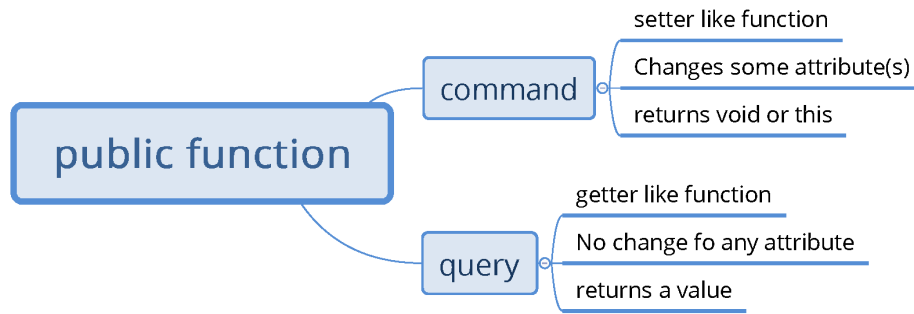 public function
command
setter like function
Changes some attribute(s)
returns void or this
query
getter like function
No change fo any attribute
returns a value